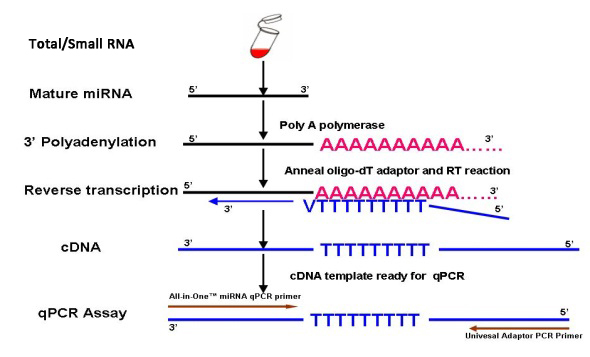 Total/Small RNA
Mature miRNA
5’ 3’
Poly A polymerase
3’ Polyadenylation
5’ AAAAAAAAAA...... 3’
Anneal oligo-dT adaptor and RT reaction
Reverse transcription
5’ AAAAAAAAAA...... 3’
3’ VTTTTTTTTT 5’
cDNA
3’ TTTTTTTTT 5’
cDNA template ready for qPCR
All-in-One™ miRNA qPCR primer
qPCR Assay
3’ TTTTTTTTT 5’
Univesal Adaptor PCR Primer